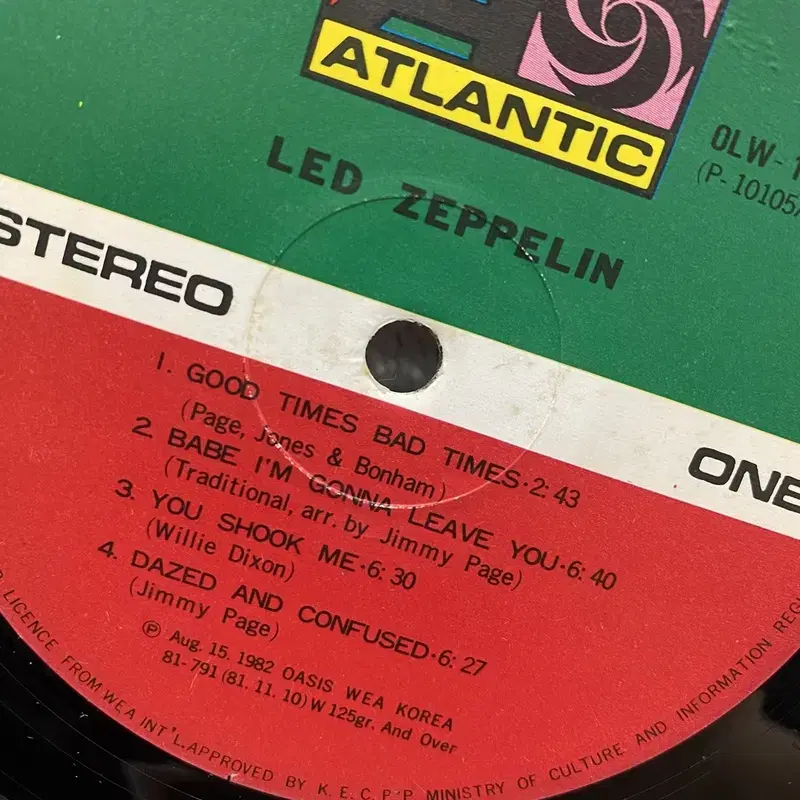 ATLANTIC
LED ZEPPELIN
OLW-1
(P-10105
STEREO
ONE
1. GOOD TIMES BAD TIMES·2:43
(Page, Jones & Bonham)
2. BABE I'M GONNA LEAVE YOU·6:40
(Traditional, arr. by Jimmy Page)
3. YOU SHOOK ME·6:30
(Willie Dixon)
4. DAZED AND CONFUSED·6:27
(Jimmy Page)
Ⓟ Aug. 15. 1982 OASIS WEA KOREA
81-791 (81. 11. 10) W 125gr. And Over
LICENCE FROM WEA INT'L. APPROVED BY K. E. C. P. P. MINISTRY OF CULTURE AND INFORMATION REG